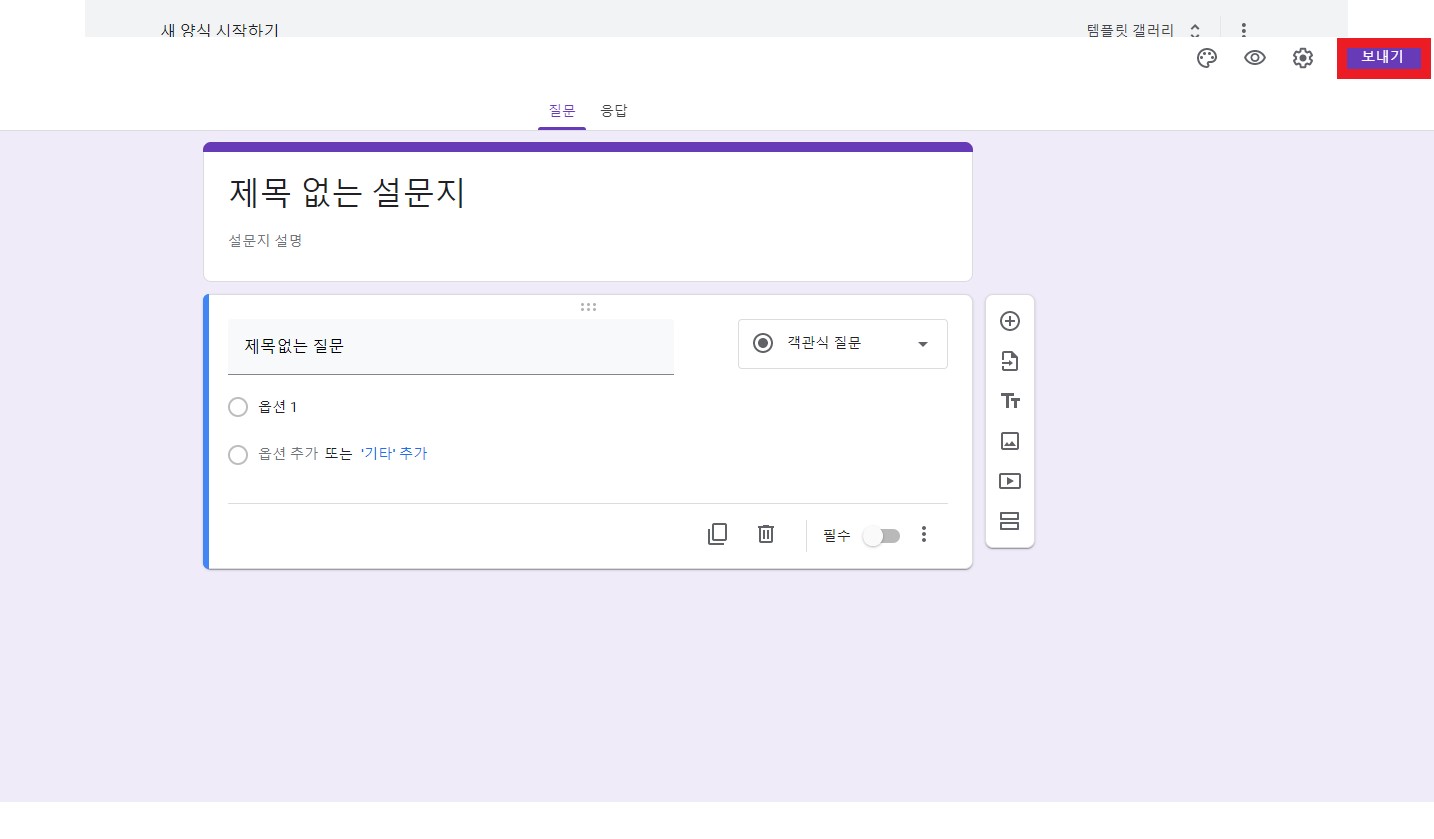 새 양식 시작하기
템플릿 갤러리
보내기
질문 응답
제목 없는 설문지
설문지 설명
제목없는 질문
객관식 질문
옵션 1
옵션 추가 또는 '기타' 추가
필수